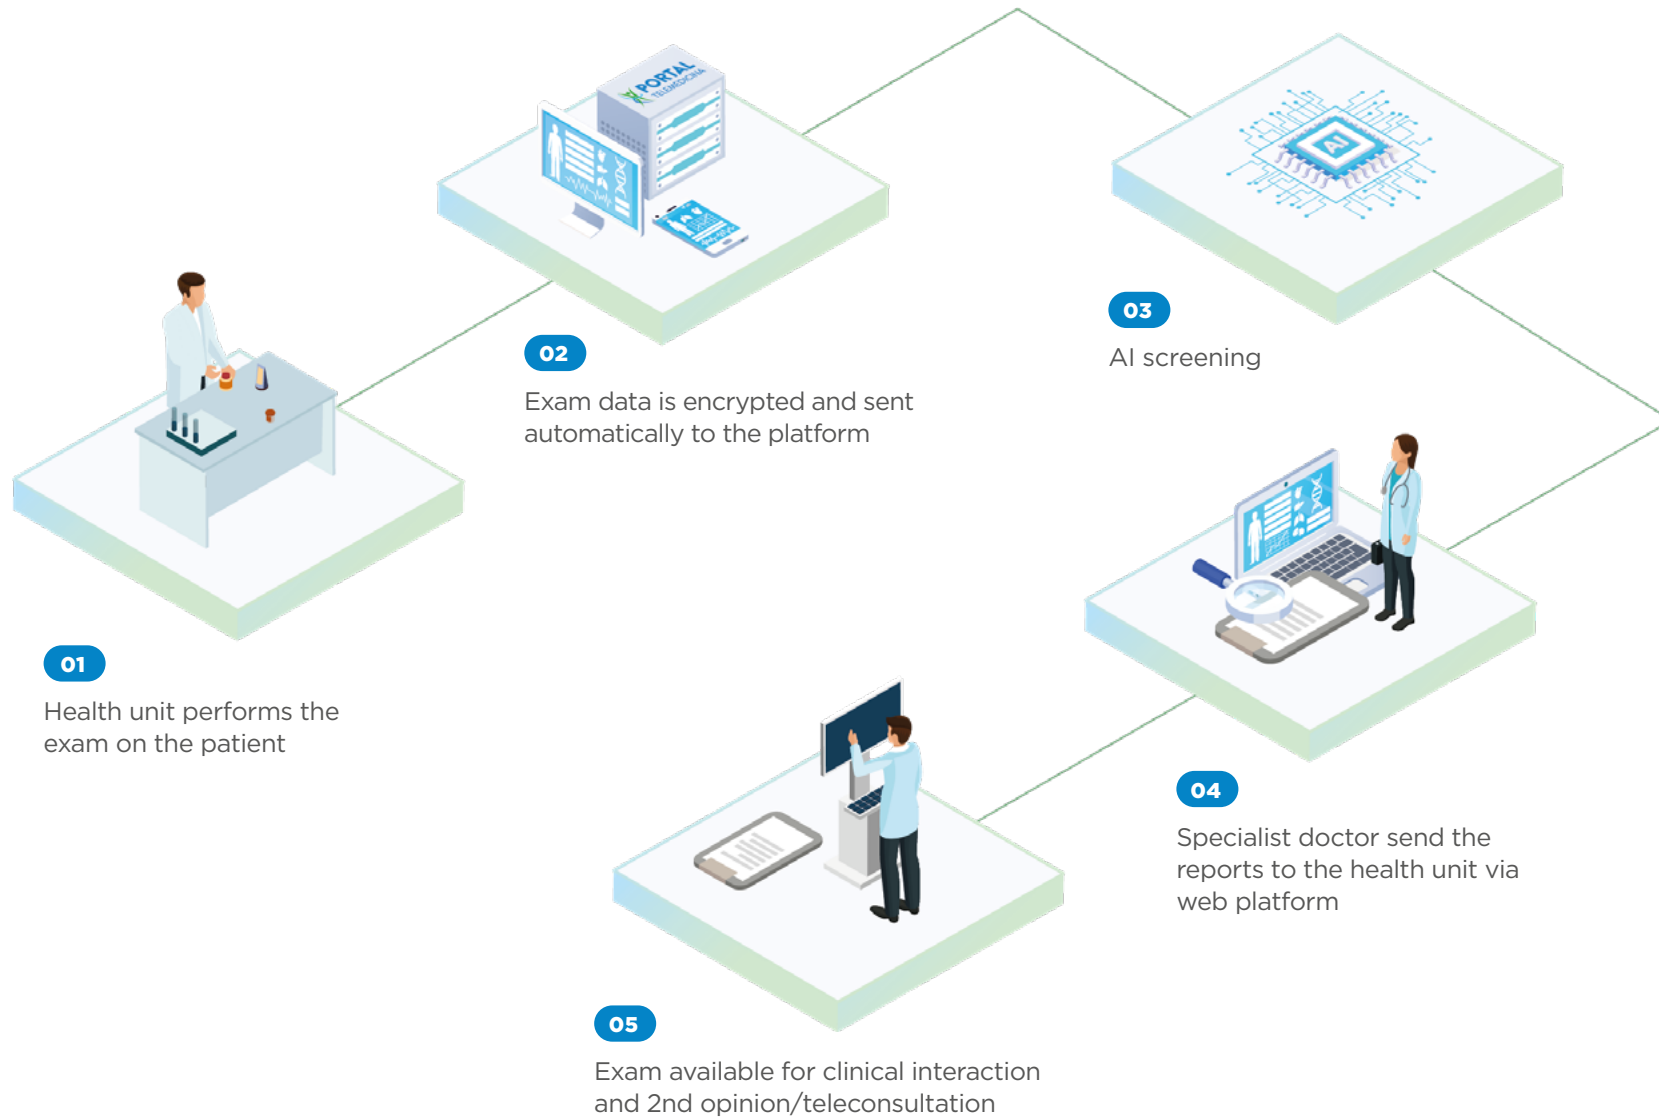 PORTAL
TELEMEDICINA
AI
01
Health unit performs the
exam on the patient
02
Exam data is encrypted and sent
automatically to the platform
03
AI screening
04
Specialist doctor send the
reports to the health unit via
web platform
05
Exam available for clinical interaction
and 2nd opinion/teleconsultation